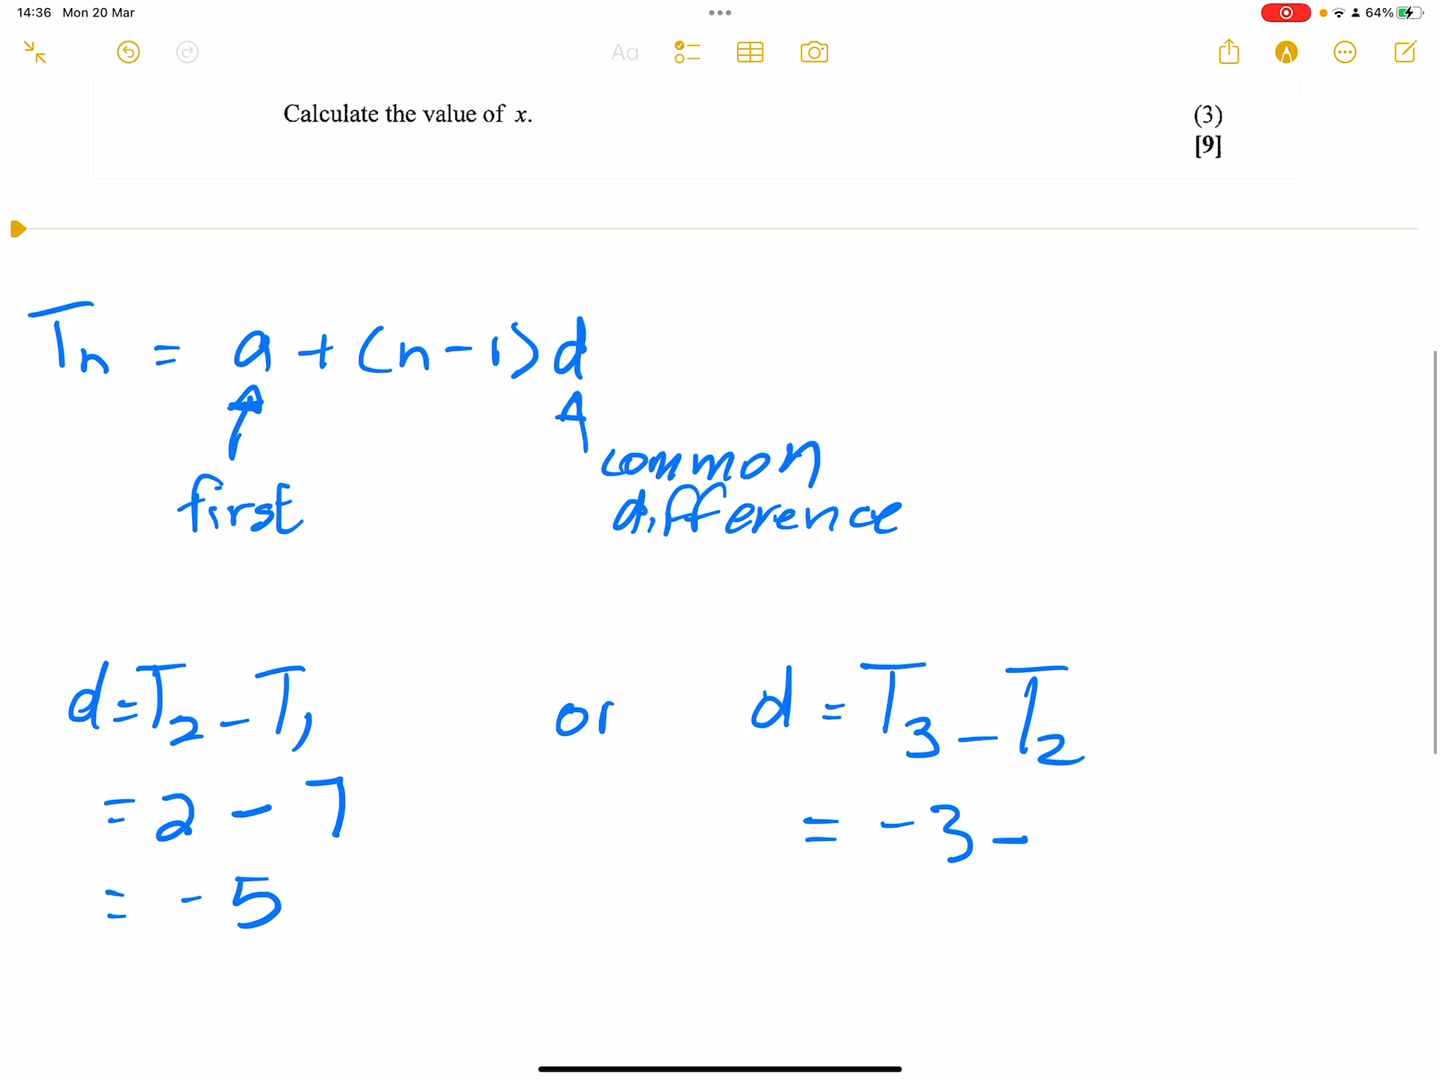 14:36 Mon 20 Mar
64%
Aa
Calculate the value of x. (3)
[9]
Tₙ = a + (n - 1) d
first
common
difference
d = T₂ - T₁ or d = T₃ - T₂
= 2 - 7
= -3 -
= -5